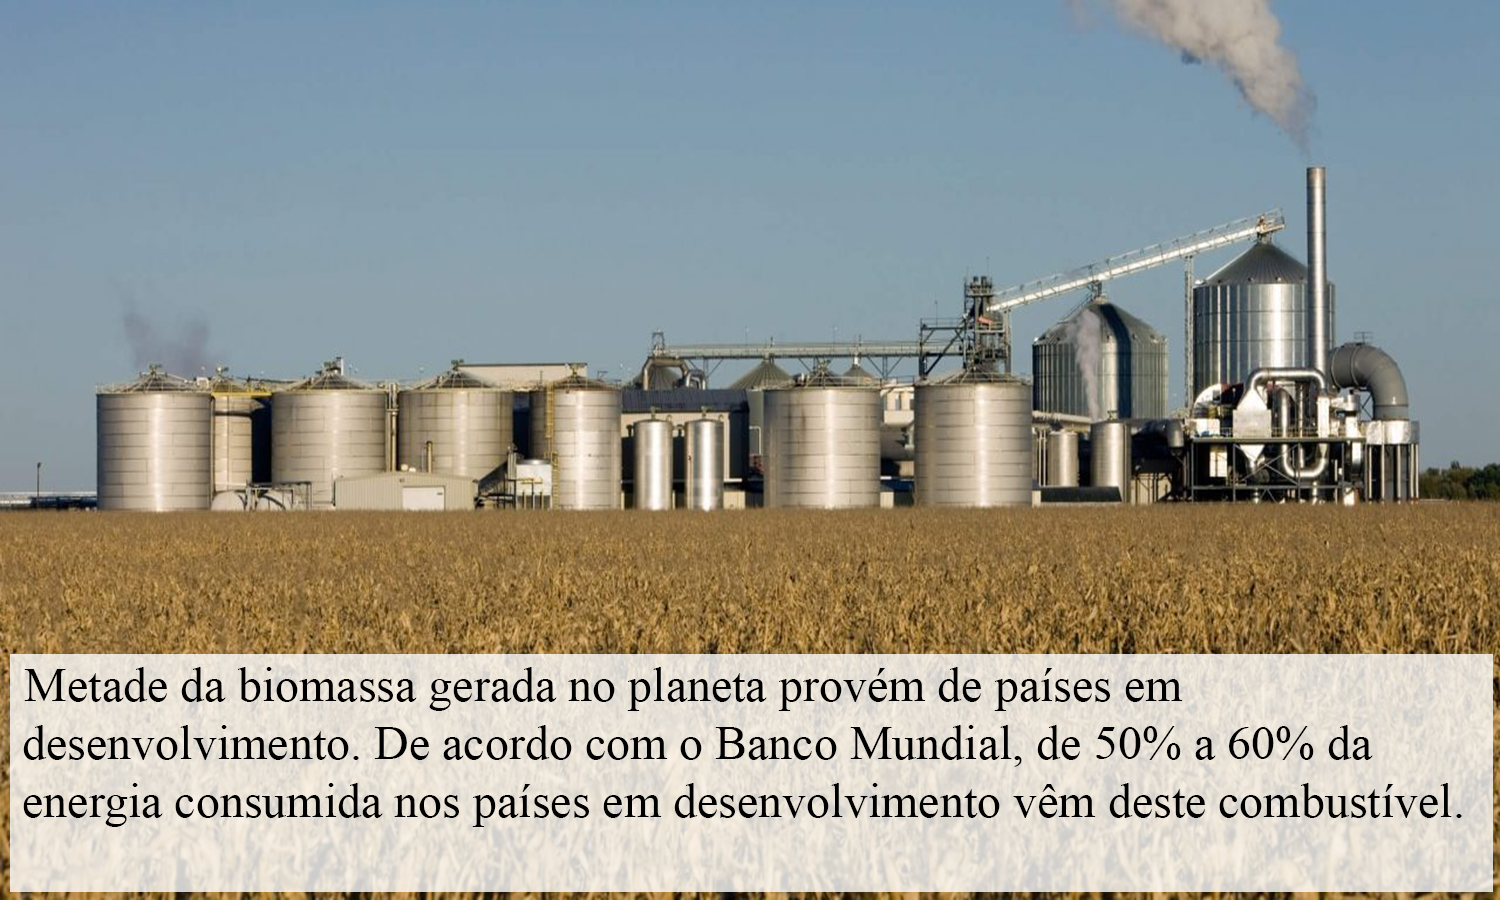 Metade da biomassa gerada no planeta provém de países em
desenvolvimento. De acordo com o Banco Mundial, de 50% a 60% da
energia consumida nos países em desenvolvimento vêm deste combustível.